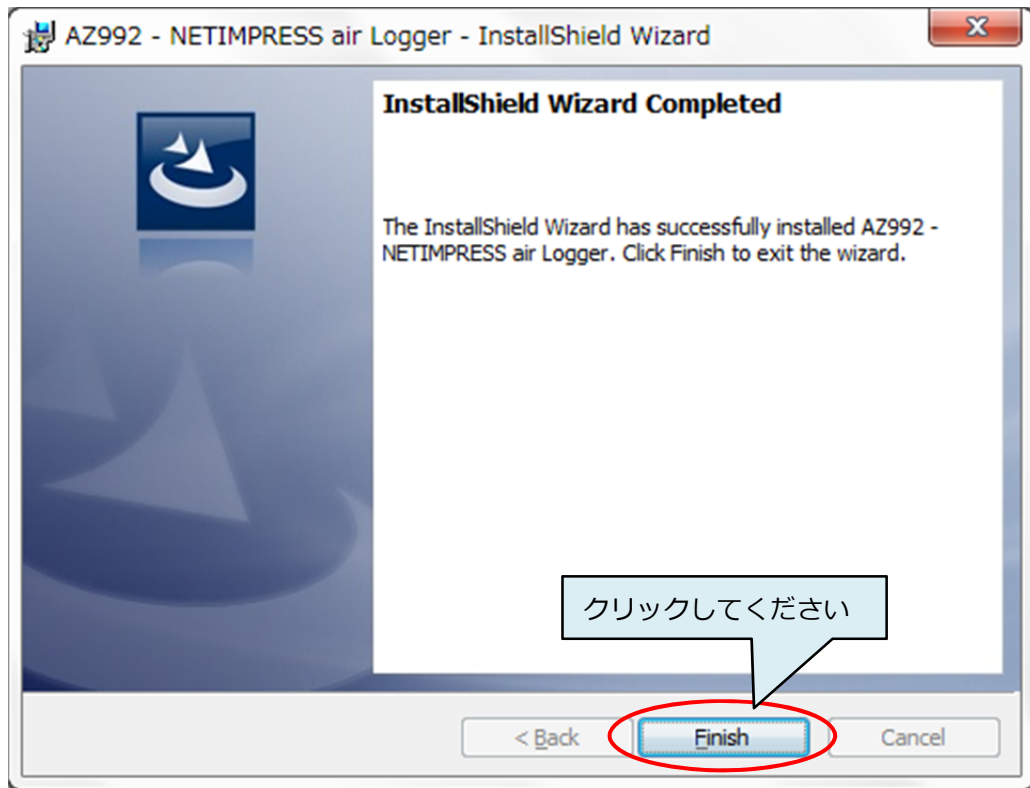 AZ992 - NETIMPRESS air Logger - InstallShield Wizard
InstallShield Wizard Completed
The InstallShield Wizard has successfully installed AZ992 -
NETIMPRESS air Logger. Click Finish to exit the wizard.
クリックしてください
< Back
Finish
Cancel